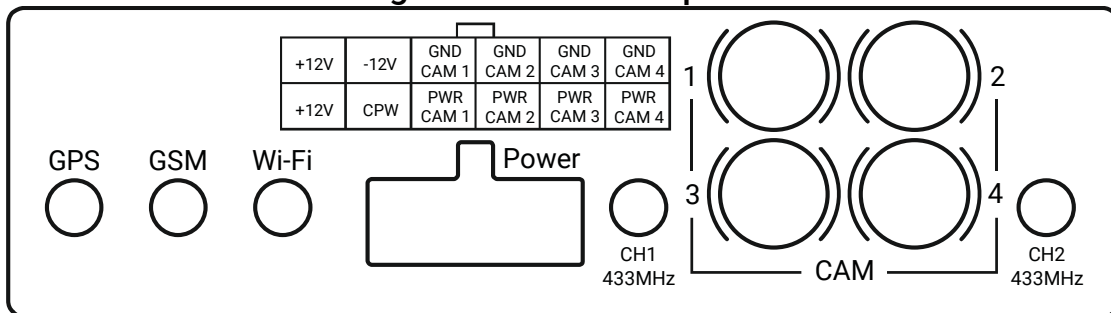 +12V -12V GND CAM 1 GND CAM 2 GND CAM 3 GND CAM 4
+12V CPW PWR CAM 1 PWR CAM 2 PWR CAM 3 PWR CAM 4
1 2
GPS GSM Wi-Fi Power
3 4
CH1
433MHz
CAM
CH2
433MHz